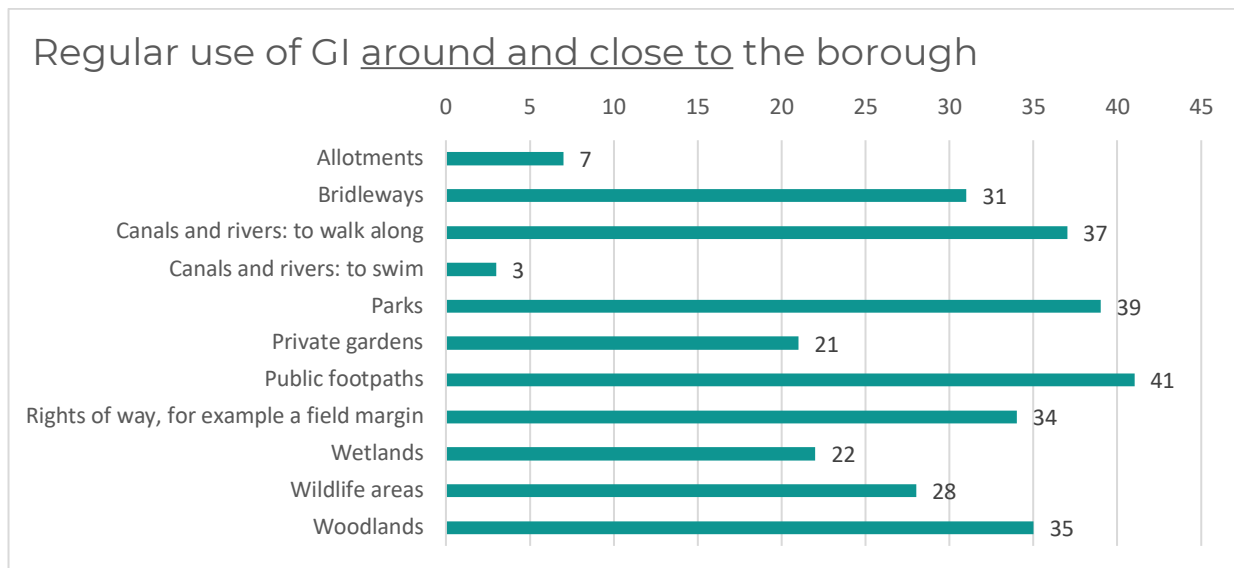 Regular use of GI around and close to the borough
0 5 10 15 20 25 30 35 40 45
Allotments 7
Bridleways 31
Canals and rivers: to walk along 37
Canals and rivers: to swim 3
Parks 39
Private gardens 21
Public footpaths 41
Rights of way, for example a field margin 34
Wetlands 22
Wildlife areas 28
Woodlands 35